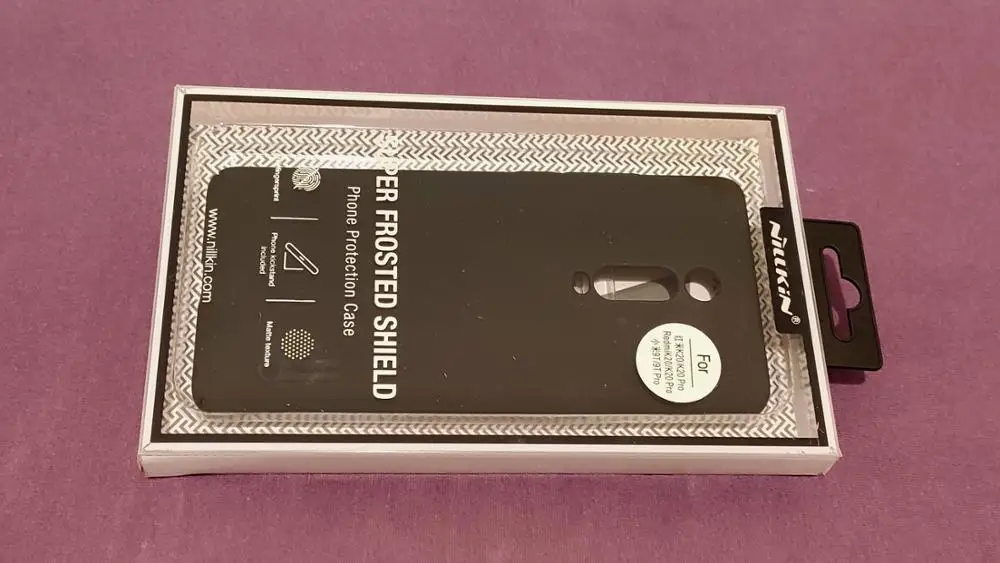 NiLLKiN®
For
红米K20/K20 Pro
Redmi/K20/K20 Pro
小米9T/9T Pro
SUPER FROSTED SHIELD
Phone Protection Case
Phone kickstand
included
Matte texture
www.nillkin.com